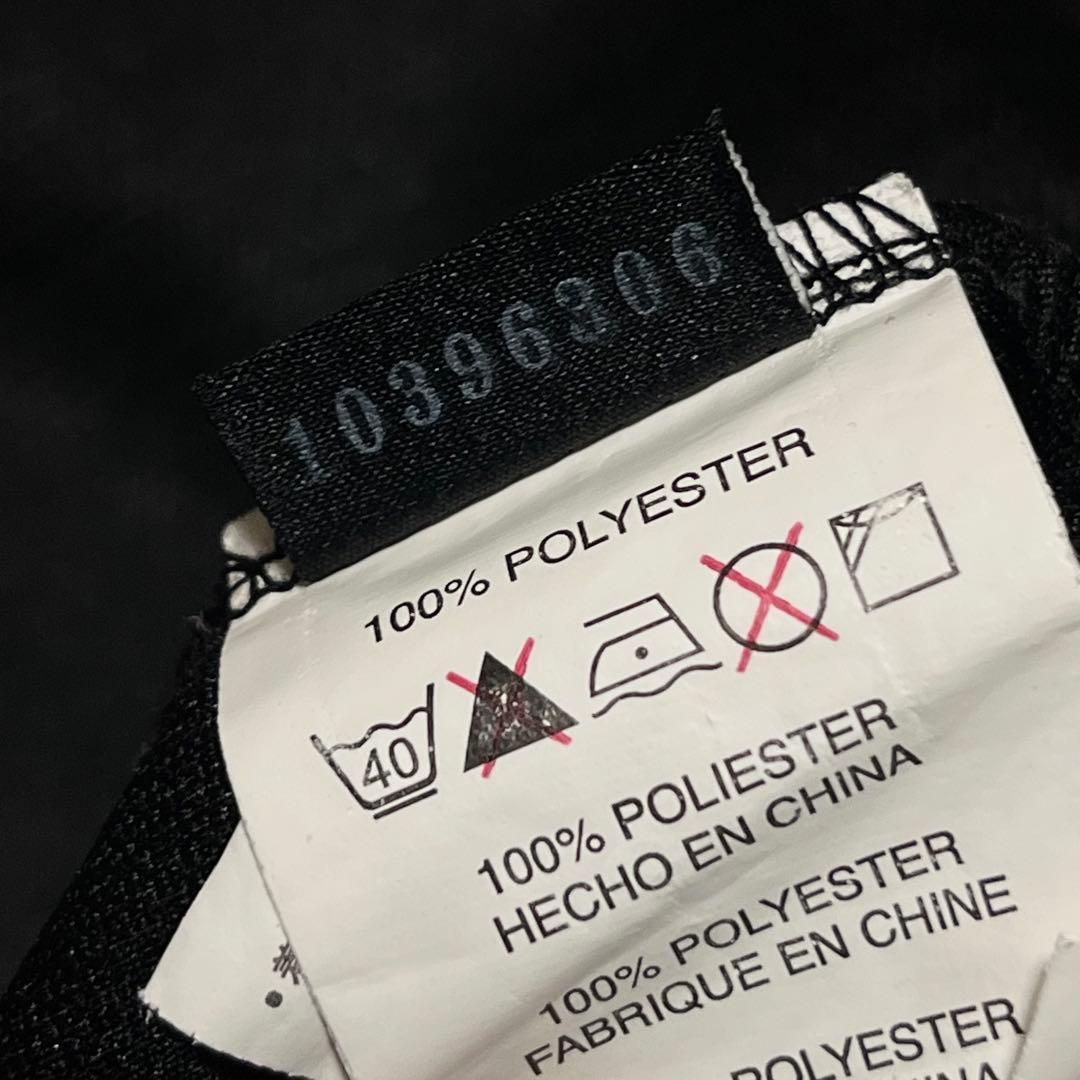 10396306
100% POLYESTER
40
100% POLIESTER
HECHO EN CHINA
100% POLYESTER
FABRIQUE EN CHINE
POLYESTER